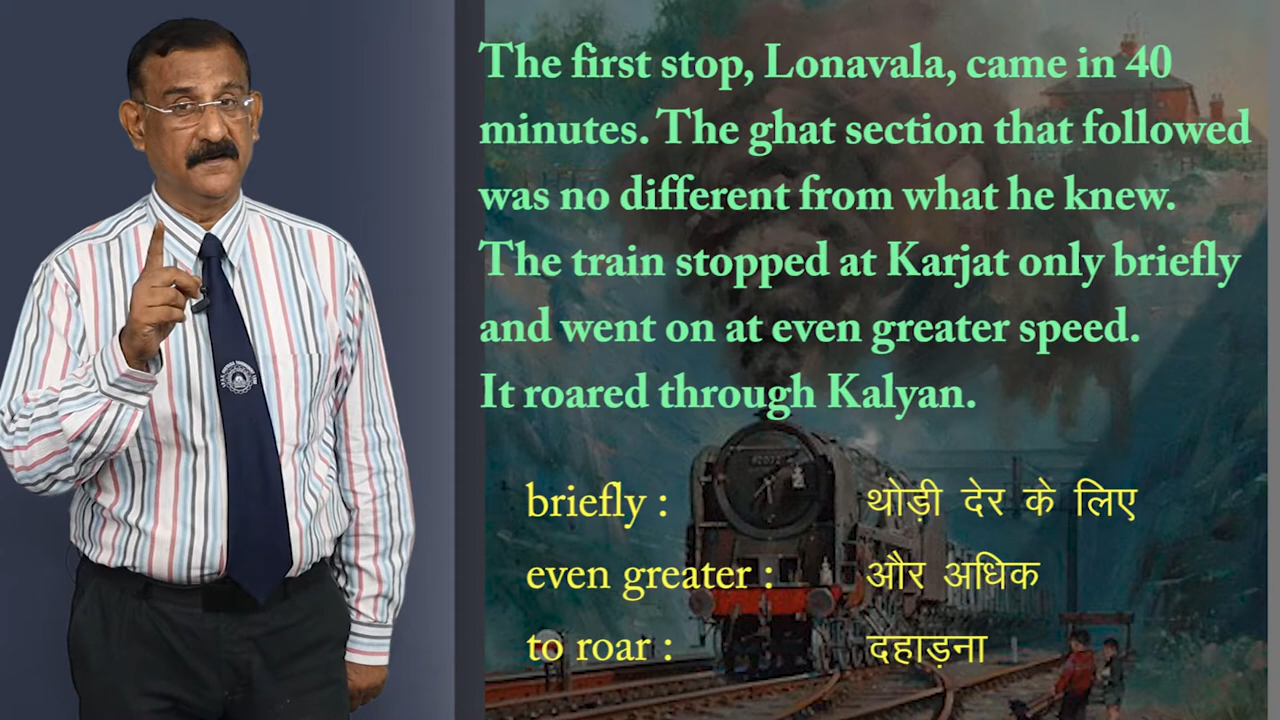 The first stop, Lonavala, came in 40
minutes. The ghat section that followed
was no different from what he knew.
The train stopped at Karjat only briefly
and went on at even greater speed.
It roared through Kalyan.
briefly : थोड़ी देर के लिए
even greater : और अधिक
to roar : दहाड़ना